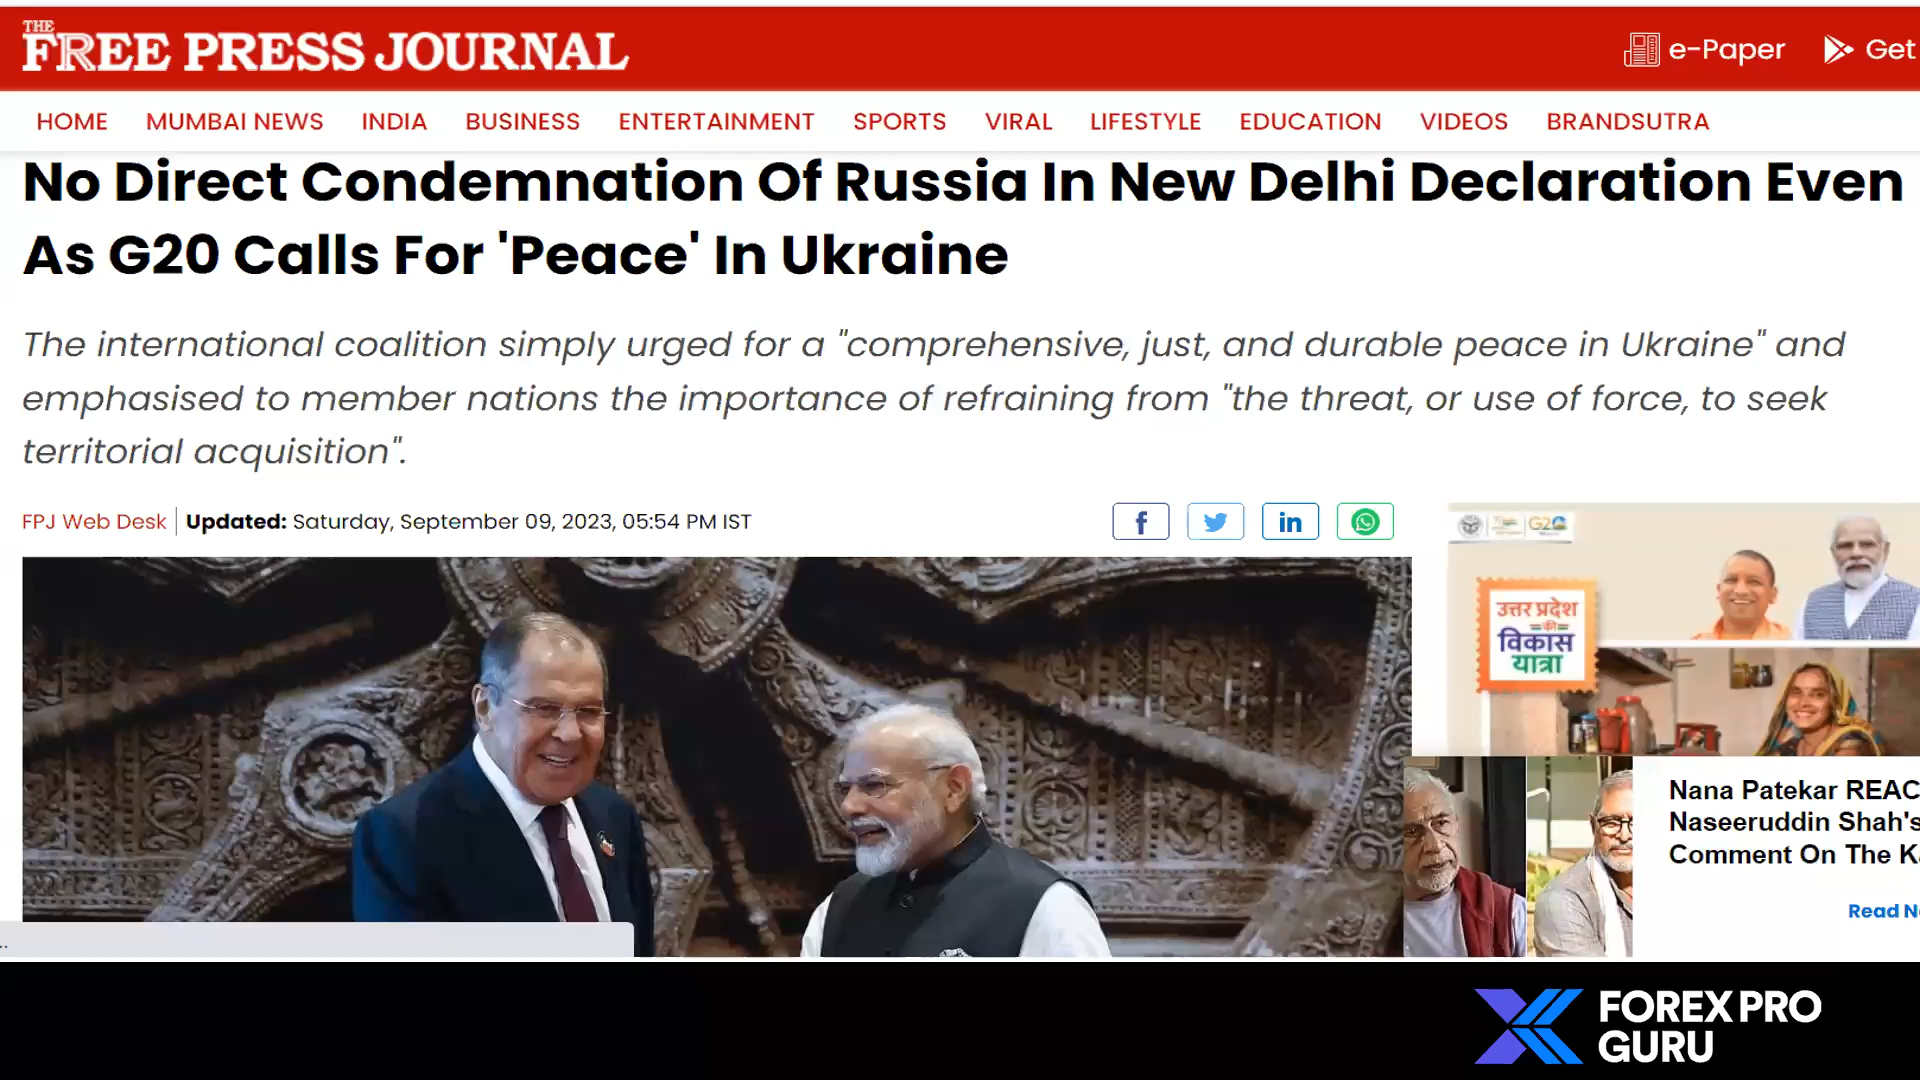 THE
FREE PRESS JOURNAL
e-Paper
Get
HOME MUMBAI NEWS INDIA BUSINESS ENTERTAINMENT SPORTS VIRAL LIFESTYLE EDUCATION VIDEOS BRANDSUTRA
No Direct Condemnation Of Russia In New Delhi Declaration Even
As G20 Calls For 'Peace' In Ukraine
The international coalition simply urged for a "comprehensive, just, and durable peace in Ukraine" and
emphasised to member nations the importance of refraining from "the threat, or use of force, to seek
territorial acquisition".
FPJ Web Desk Updated: Saturday, September 09, 2023, 05:54 PM IST
f in
G20
उत्तर प्रदेश
की
विकास
यात्रा
Nana Patekar REAC
Naseeruddin Shah's
Comment On The K
Read N
..
FOREX PRO
GURU